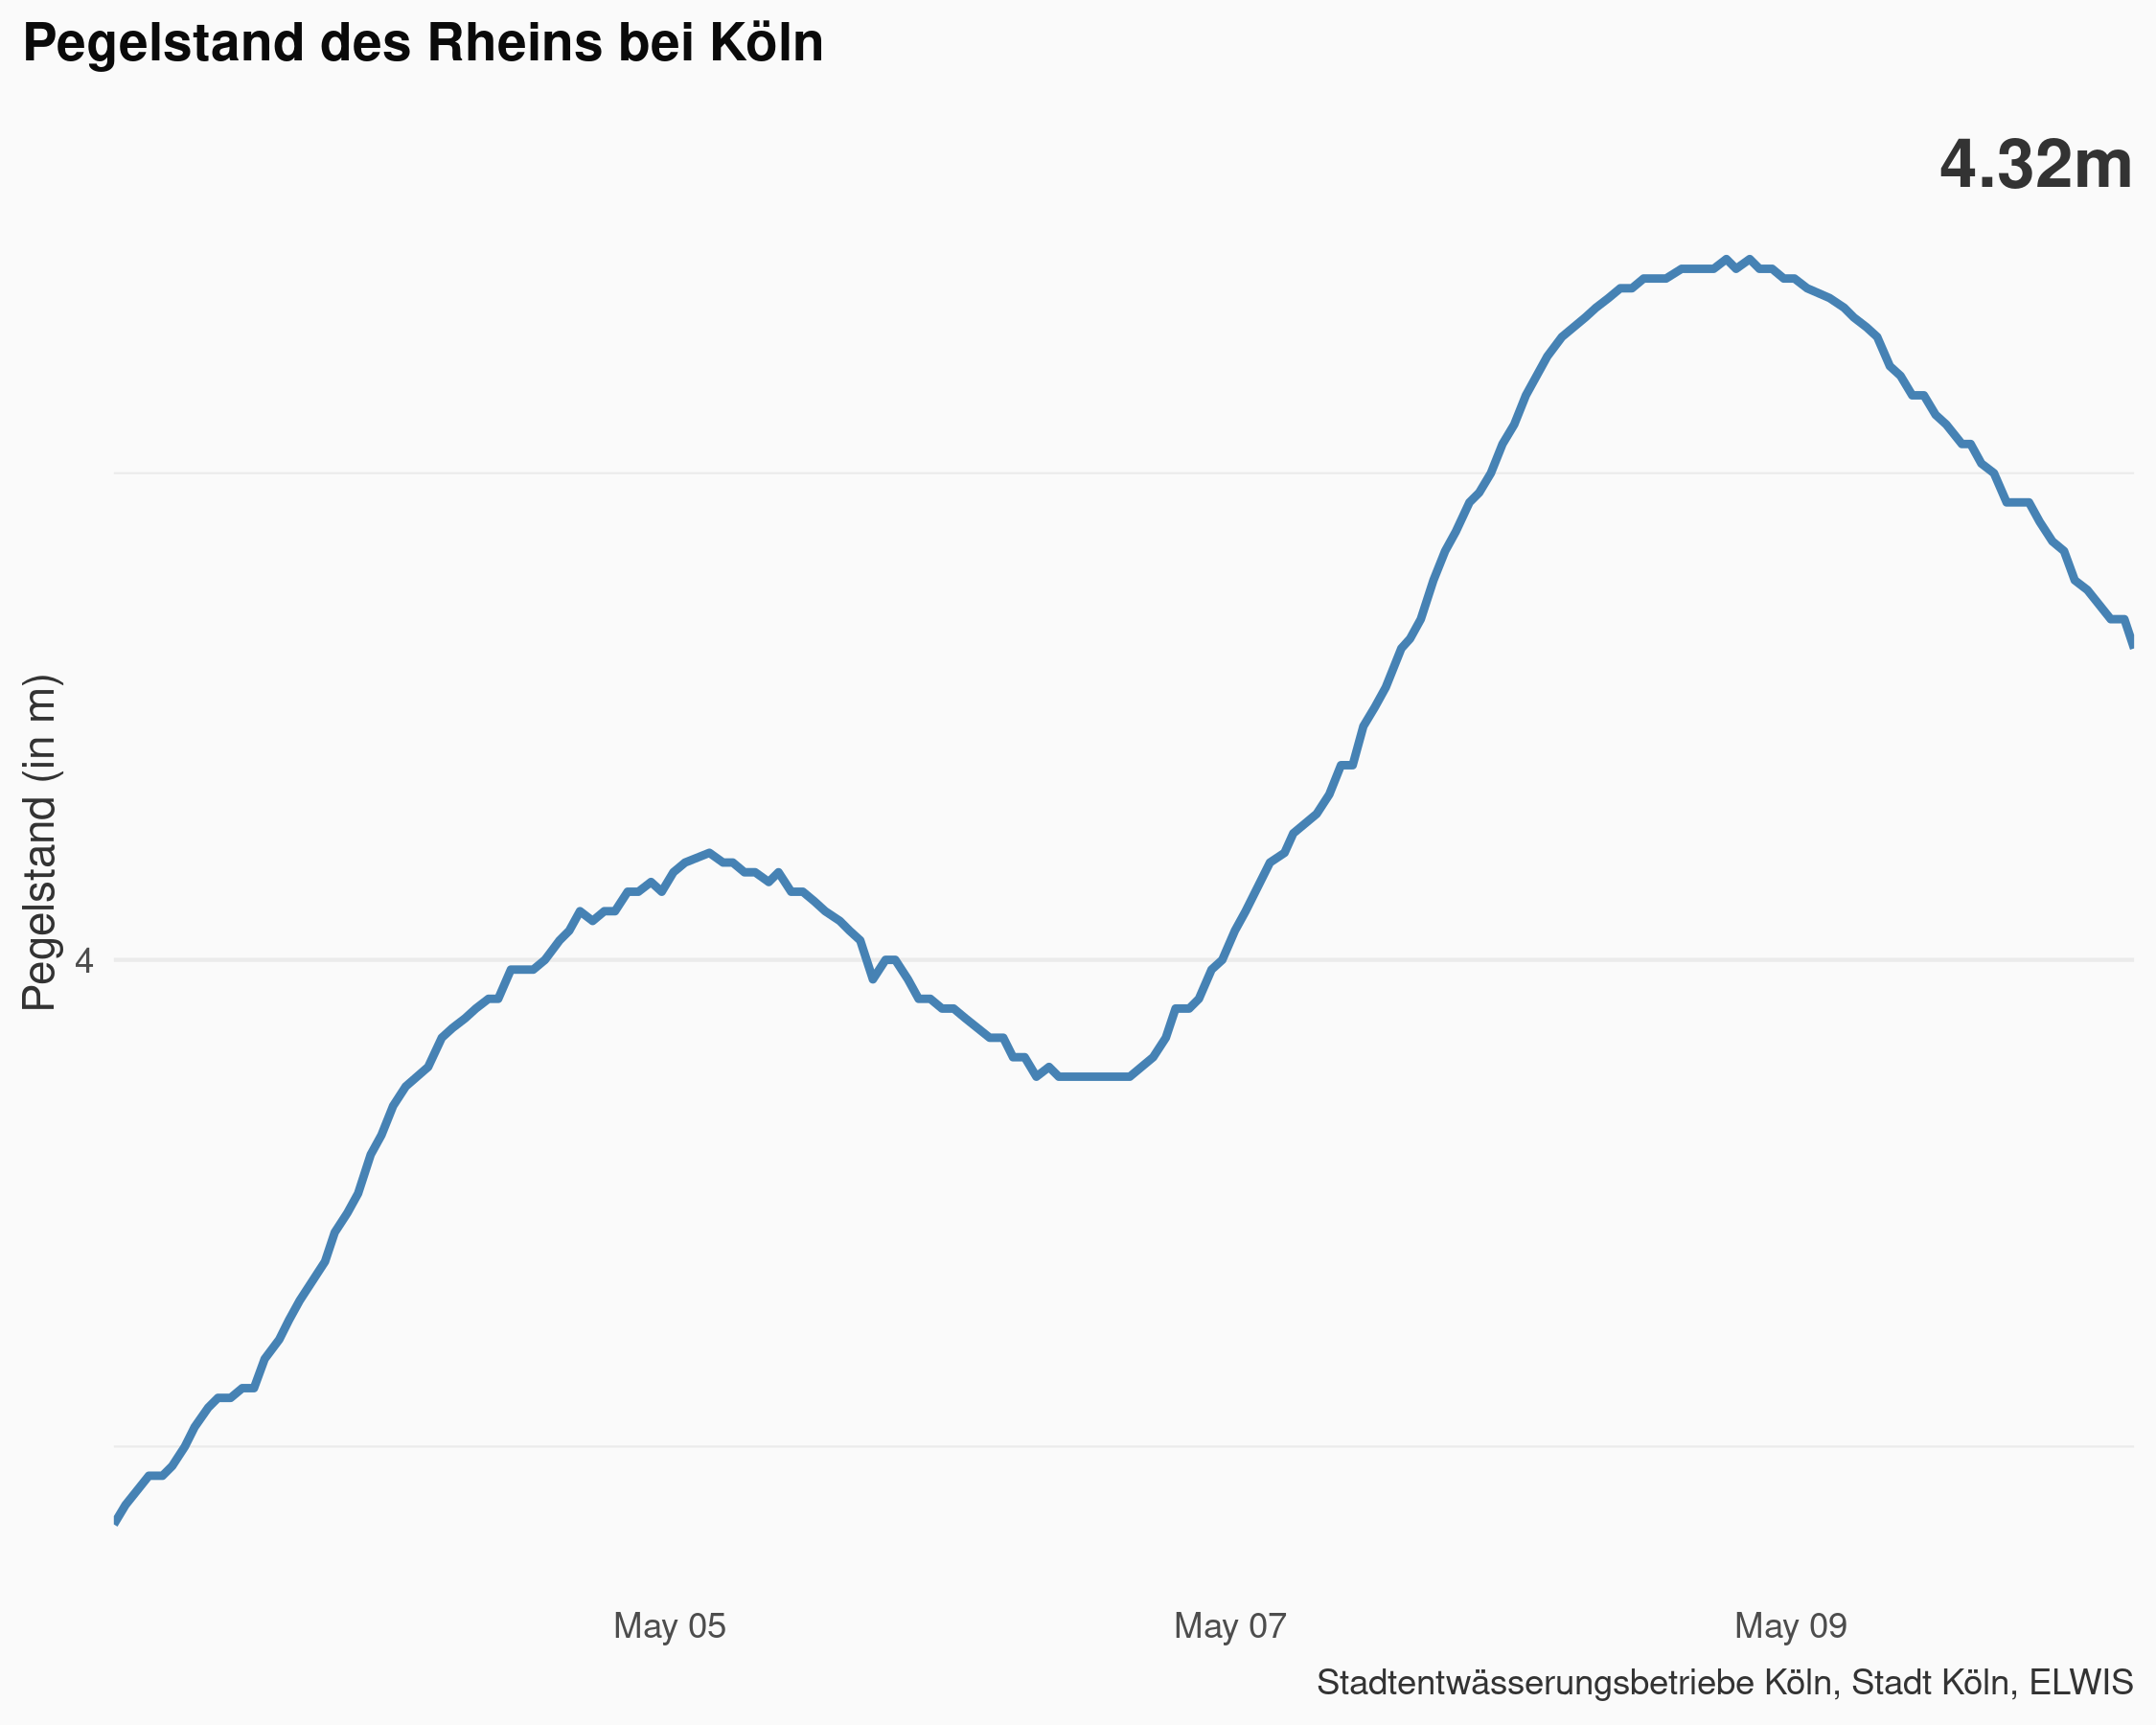 Pegelstand des Rheins bei Köln
4.32m
Pegelstand (in m)
4
May 05
May 07
May 09
Stadtentwässerungsbetriebe Köln, Stadt Köln, ELWIS